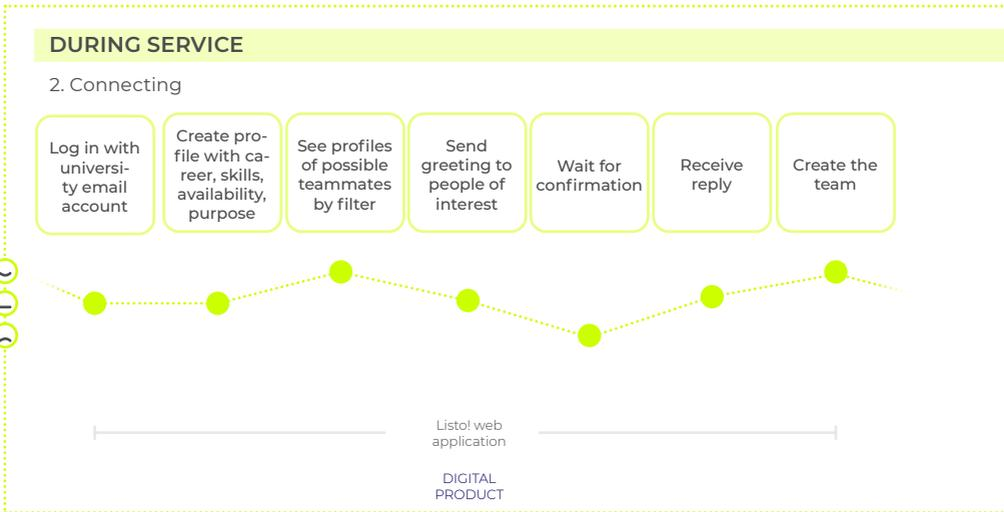 DURING SERVICE
2. Connecting
Log in with
universi-
ty email
account
Create pro-
file with ca-
reer, skills,
availability,
purpose
See profiles
of possible
teammates
by filter
Send
greeting to
people of
interest
Wait for
confirmation
Receive
reply
Create the
team
Listo! web
application
DIGITAL
PRODUCT